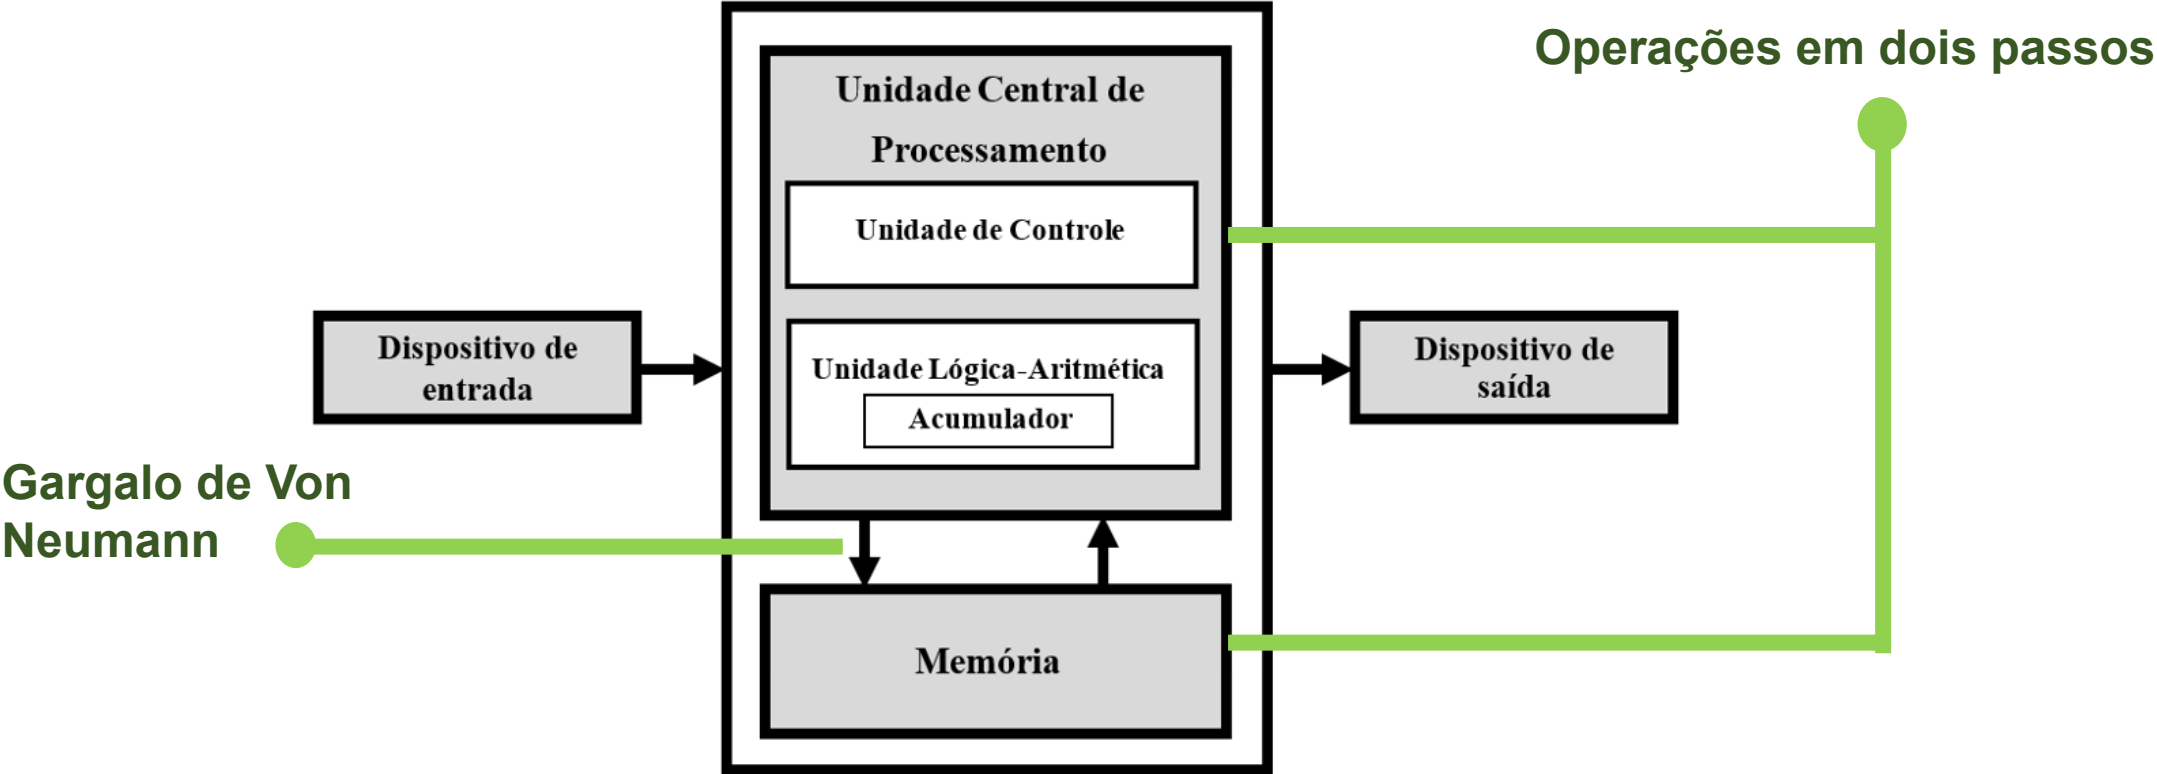 Operações em dois passos
Unidade Central de
Processamento
Unidade de Controle
Dispositivo de
entrada
Unidade Lógica-Aritmética
Acumulador
Dispositivo de
saída
Gargalo de Von
Neumann
Memória